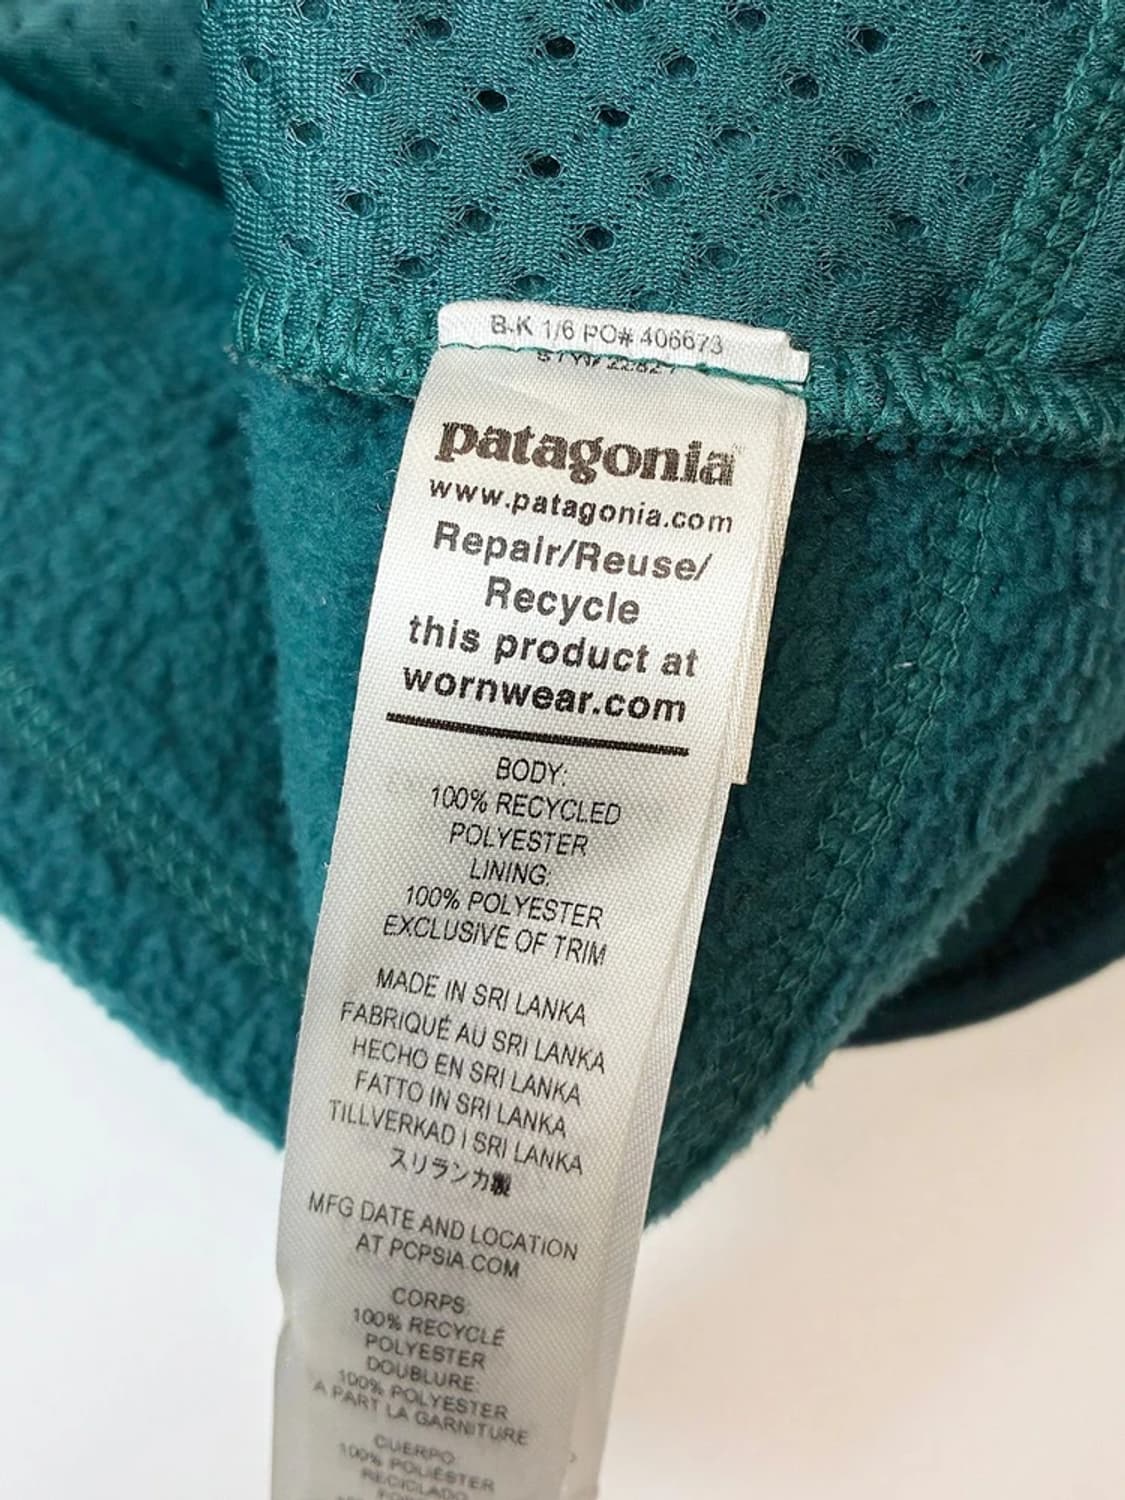 B-K 1/6 PO# 406673
patagonia
www.patagonia.com
Repair/Reuse/
Recycle
this product at
wornwear.com
BODY:
100% RECYCLED
POLYESTER
LINING:
100% POLYESTER
EXCLUSIVE OF TRIM
MADE IN SRI LANKA
FABRIQUÉ AU SRI LANKA
HECHO EN SRI LANKA
FATTO IN SRI LANKA
TILLVERKAD I SRI LANKA
スリランカ製
MFG DATE AND LOCATION
AT PCPSIA.COM
CORPS:
100% RECYCLÉ
POLYESTER
DOUBLURE:
100% POLYESTER
A PART LA GARNITURE
CUERPO
100% POLIÉSTER
RECICLADO